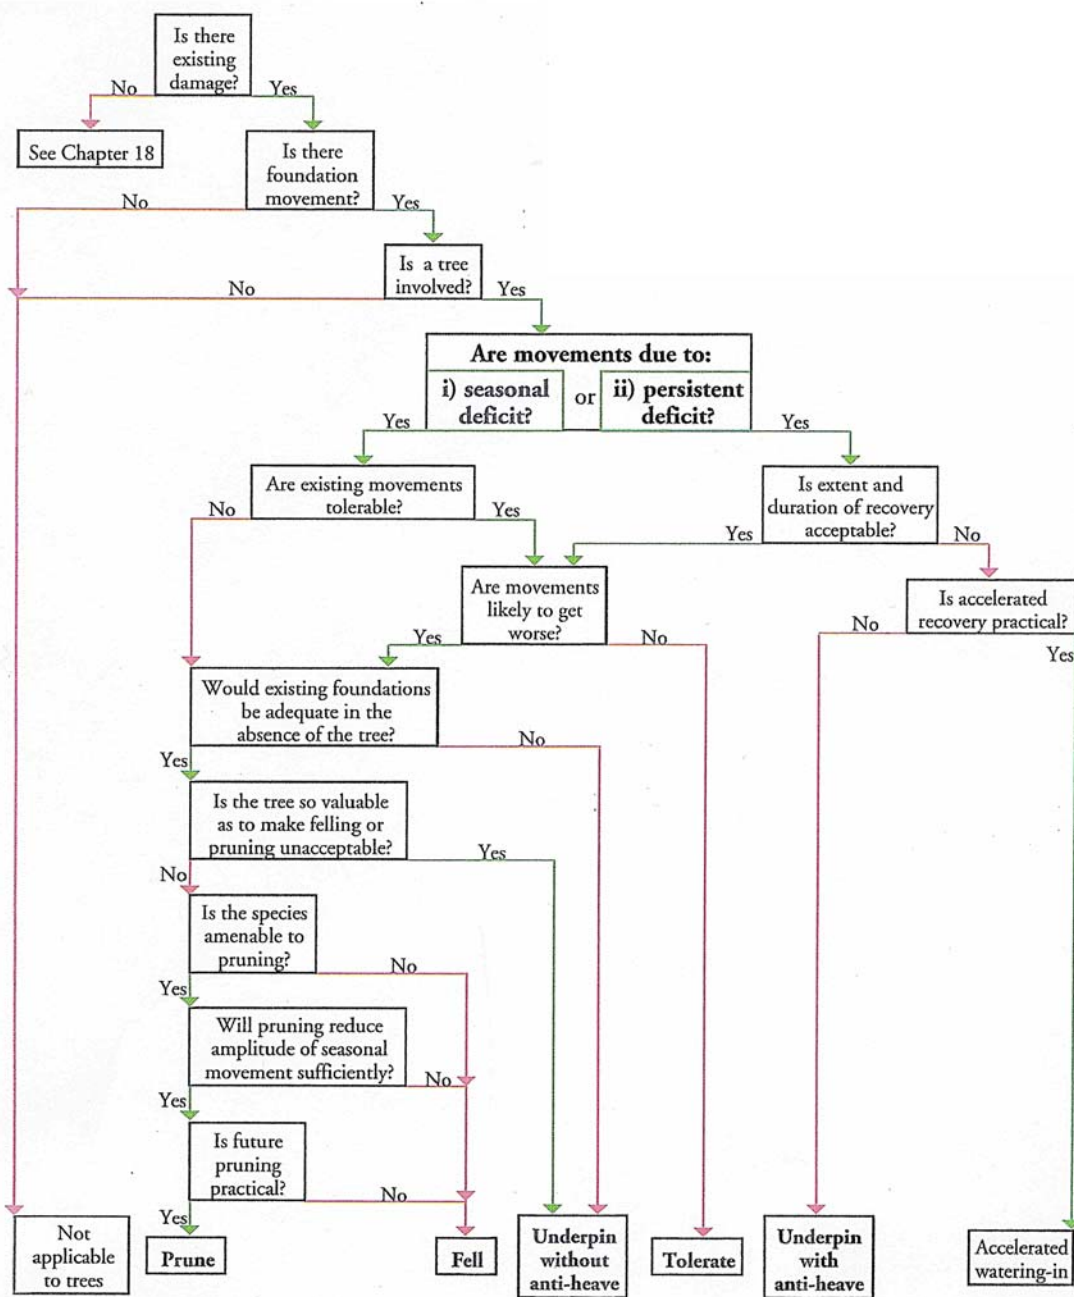 Is there
existing
damage?
No
Yes
See Chapter 18
Is there
foundation
movement?
No
Yes
Is a tree
involved?
No
Yes
Are movements due to:
i) seasonal
deficit?
or
ii) persistent
deficit?
Yes
Yes
Are existing movements
tolerable?
No
Yes
Is extent and
duration of recovery
acceptable?
Yes
No
Are movements
likely to get
worse?
Yes
No
Is accelerated
recovery practical?
No
Yes
Would existing foundations
be adequate in the
absence of the tree?
Yes
No
Is the tree so valuable
as to make felling or
pruning unacceptable?
No
Yes
Is the species
amenable to
pruning?
Yes
No
Will pruning reduce
amplitude of seasonal
movement sufficiently?
Yes
No
Is future
pruning
practical?
Yes
No
Not
applicable
to trees
Prune
Fell
Underpin
without
anti-heave
Tolerate
Underpin
with
anti-heave
Accelerated
watering-in